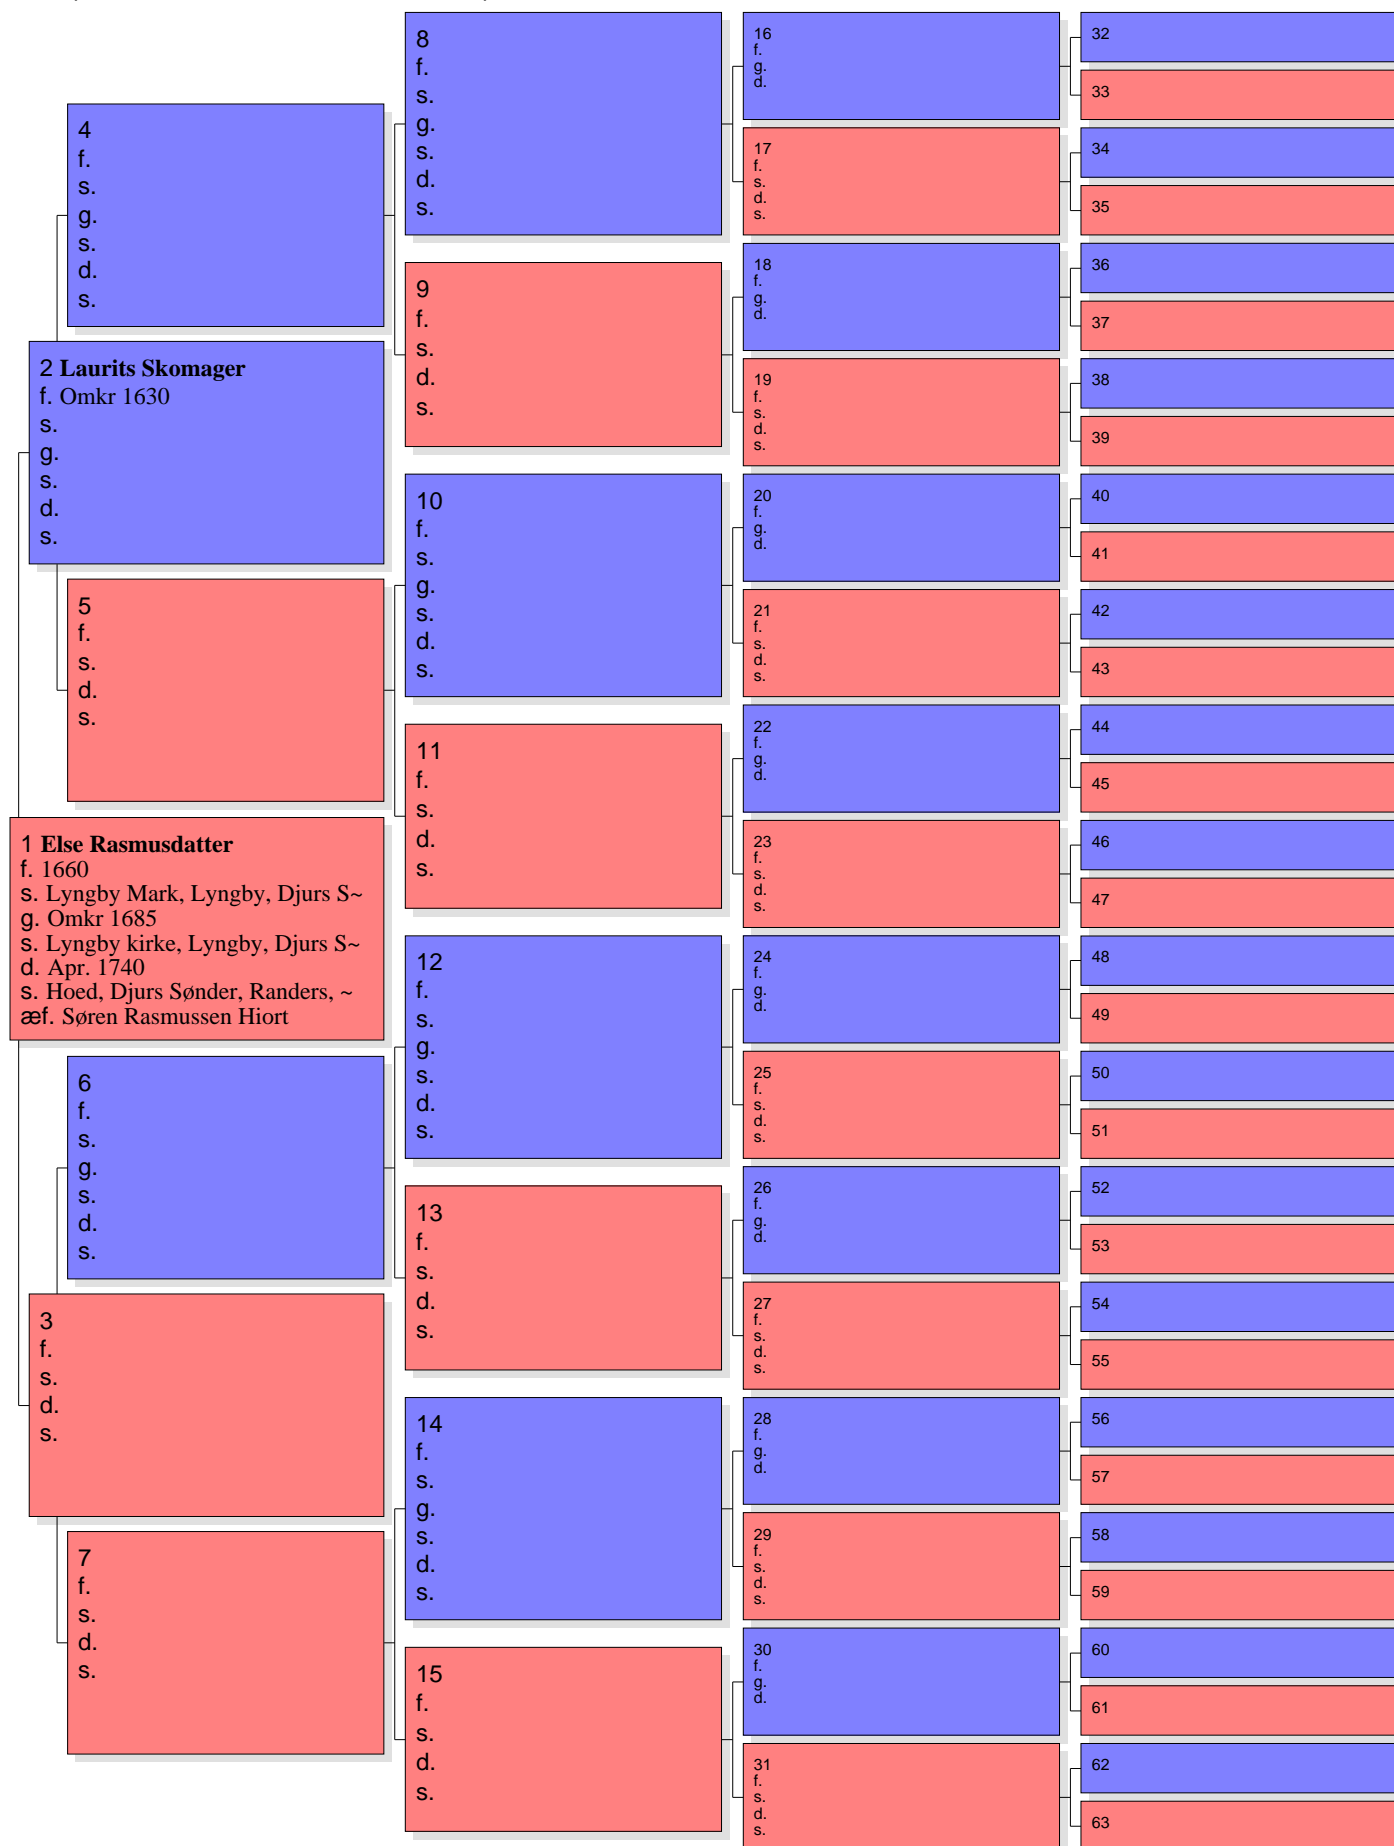 8
f.
s.
g.
s.
d.
s.
16
f.
g.
d.
32
33
4
f.
s.
g.
s.
d.
s.
17
f.
s.
d.
s.
34
35
9
f.
s.
d.
s.
18
f.
g.
d.
36
37
2 Laurits Skomager
f. Omkr 1630
s.
g.
s.
d.
s.
19
f.
s.
d.
s.
38
39
10
f.
s.
g.
s.
d.
s.
20
f.
g.
d.
40
41
5
f.
s.
d.
s.
21
f.
s.
d.
s.
42
43
11
f.
s.
d.
s.
22
f.
g.
d.
44
45
1 Else Rasmusdatter
f. 1660
s. Lyngby Mark, Lyngby, Djurs S~
g. Omkr 1685
s. Lyngby kirke, Lyngby, Djurs S~
d. Apr. 1740
s. Hoed, Djurs Sønder, Randers, ~
æf. Søren Rasmussen Hiort
23
f.
s.
d.
s.
46
47
12
f.
s.
g.
s.
d.
s.
24
f.
g.
d.
48
49
6
f.
s.
g.
s.
d.
s.
25
f.
s.
d.
s.
50
51
13
f.
s.
d.
s.
26
f.
g.
d.
52
53
3
f.
s.
d.
s.
27
f.
s.
d.
s.
54
55
14
f.
s.
g.
s.
d.
s.
28
f.
g.
d.
56
57
7
f.
s.
d.
s.
29
f.
s.
d.
s.
58
59
15
f.
s.
d.
s.
30
f.
g.
d.
60
61
31
f.
s.
d.
s.
62
63